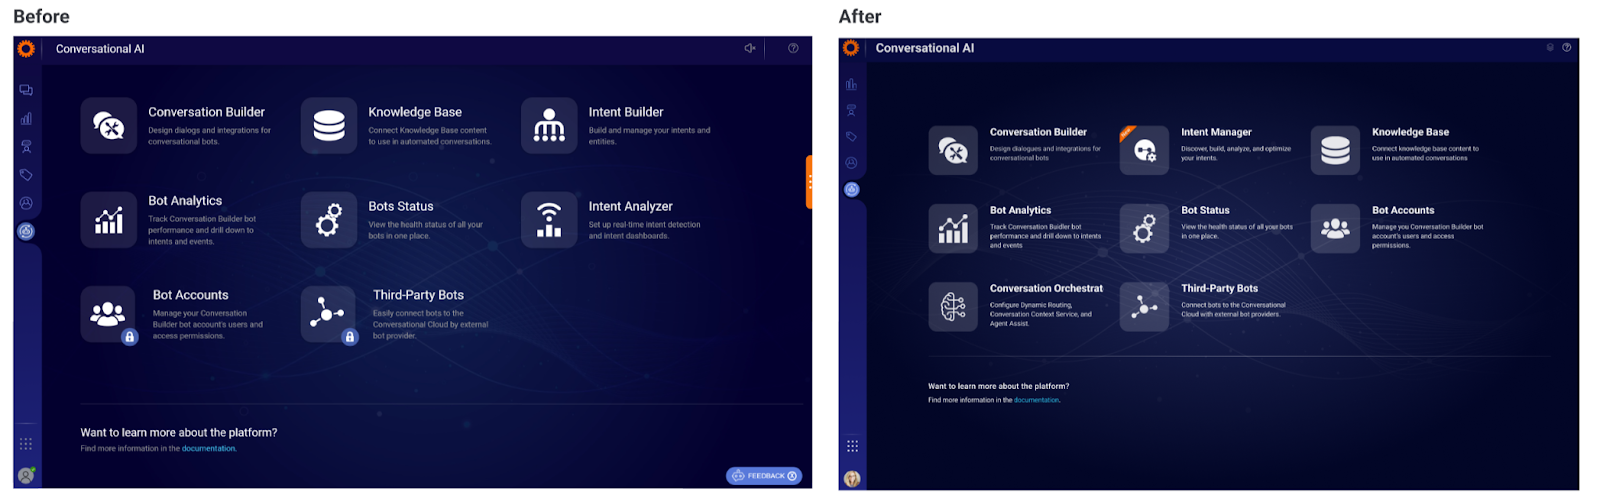 Before
Conversational AI
Conversation Builder
Design dialogs and integrations for
conversational bots.
Knowledge Base
Connect Knowledge Base content
to use in automated conversations.
Intent Builder
Build and manage your intents and
entities.
Bot Analytics
Track Conversation Builder bot
performance and drill down to
intents and events.
Bots Status
View the health status of all your
bots in one place.
Intent Analyzer
Set up real-time intent detection
and intent dashboards.
Bot Accounts
Manage your Conversation
Builder bot account's users and
access permissions.
Third-Party Bots
Easily connect bots to the
Conversational Cloud by external
bot provider.
Want to learn more about the platform?
Find more information in the documentation.
FEEDBACK
After
Conversational AI
Conversation Builder
Design dialogues and integrations for
conversational bots
Intent Manager
Discover, build, analyze, and optimize
your intents.
Knowledge Base
Connect knowledge base content to
use in automated conversations
Bot Analytics
Track Conversation Buidler bot
performance and drill down to intents
and events
Bot Status
View the health status of all your bots
in one place.
Bot Accounts
Manage you Conversation Builder bot
account's users and access
permissions.
Conversation Orchestrat
Configure Dynamic Routing,
Conversation Context Service, and
Agent Assist.
Third-Party Bots
Connect bots to the Conversational
Cloud with external bot providers.
Want to learn more about the platform?
Find more information in the documentation.